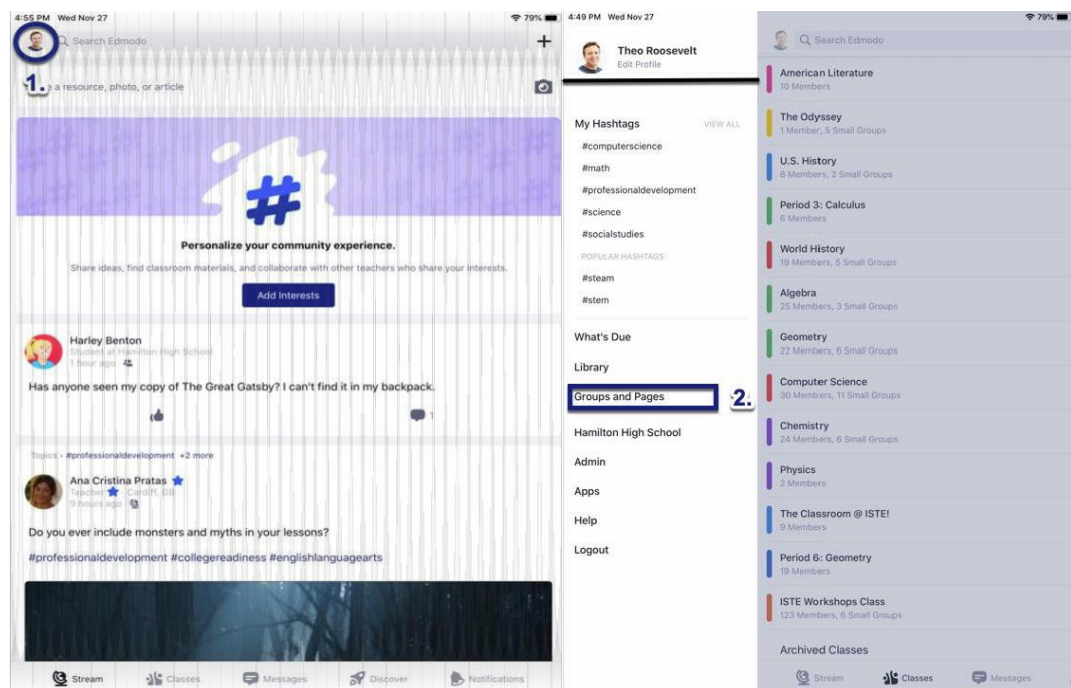 4:55 PM Wed Nov 27
79%
Search Edmodo
+
1.
a resource, photo, or article
#
Personalize your community experience.
Share ideas, find classroom materials, and collaborate with other teachers who share your interests.
Add Interests
Harley Benton
Student at Hamilton High School
1 hour ago
Has anyone seen my copy of The Great Gatsby? I can't find it in my backpack.
1
Topics • #professionaldevelopment +2 more
Ana Cristina Pratas
Teacher Cardiff, GB
9 hours ago
Do you ever include monsters and myths in your lessons?
#professionaldevelopment #collegereadiness #englishlanguagearts
Stream Classes Messages Discover Notifications
4:49 PM Wed Nov 27
Theo Roosevelt
Edit Profile
My Hashtags VIEW ALL
#computerscience
#math
#professionaldevelopment
#science
#socialstudies
POPULAR HASHTAGS
#steam
#stem
What's Due
Library
Groups and Pages
2.
Hamilton High School
Admin
Apps
Help
Logout
79%
Search Edmodo
American Literature
10 Members
The Odyssey
1 Member, 5 Small Groups
U.S. History
8 Members, 2 Small Groups
Period 3: Calculus
6 Members
World History
19 Members, 5 Small Groups
Algebra
25 Members, 3 Small Groups
Geometry
22 Members, 6 Small Groups
Computer Science
30 Members, 11 Small Groups
Chemistry
24 Members, 6 Small Groups
Physics
2 Members
The Classroom @ ISTE!
9 Members
Period 6: Geometry
19 Members
ISTE Workshops Class
123 Members, 6 Small Groups
Archived Classes
Stream Classes Messages